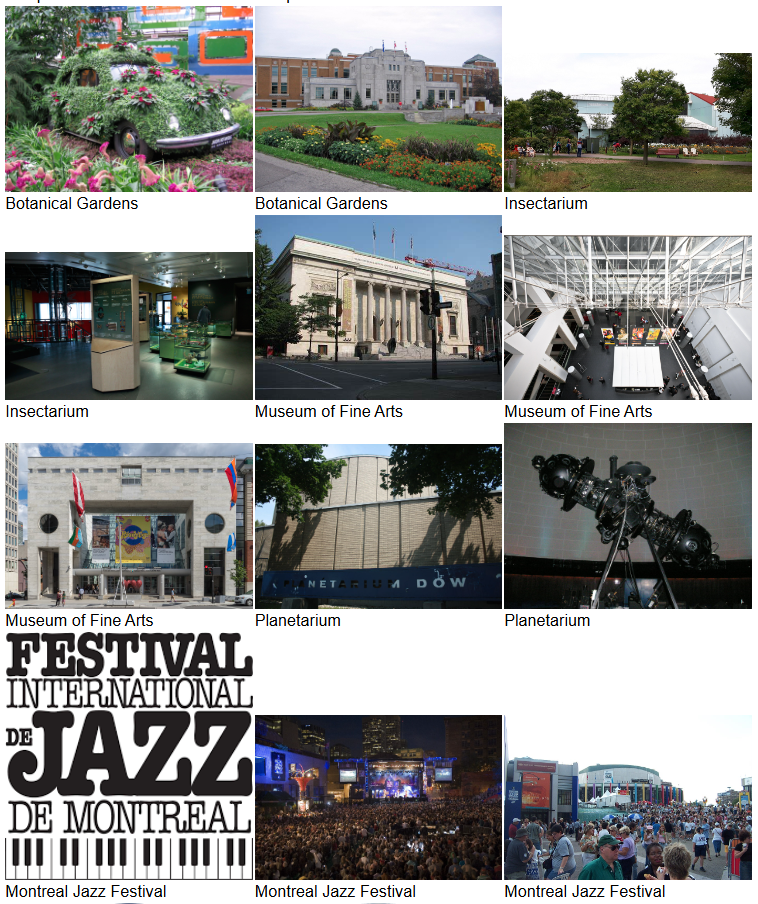 Botanical Gardens
Botanical Gardens
Insectarium
Insectarium
Museum of Fine Arts
Museum of Fine Arts
Museum of Fine Arts
PLANETARIUM DOW
Planetarium
Planetarium
FESTIVAL
INTERNATIONAL
DE JAZZ
DE MONTREAL
Montreal Jazz Festival
Montreal Jazz Festival
Montreal Jazz Festival